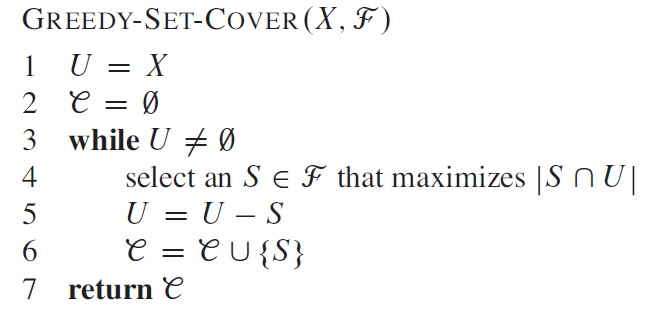 GREEDY-SET-COVER(X, ℱ)
1 U = X
2 𝒞 = ∅
3 while U ≠ ∅
4 select an S ∈ ℱ that maximizes |S ∩ U|
5 U = U − S
6 𝒞 = 𝒞 ∪ {S}
7 return 𝒞